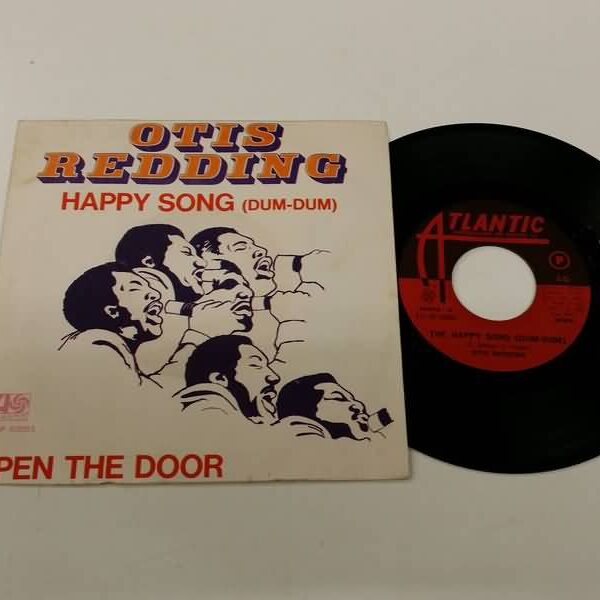 OTIS
REDDING
HAPPY SONG (DUM-DUM)
PEN THE DOOR
ATLANTIC
P
THE HAPPY SONG (DUM-DUM)
OTIS REDDING